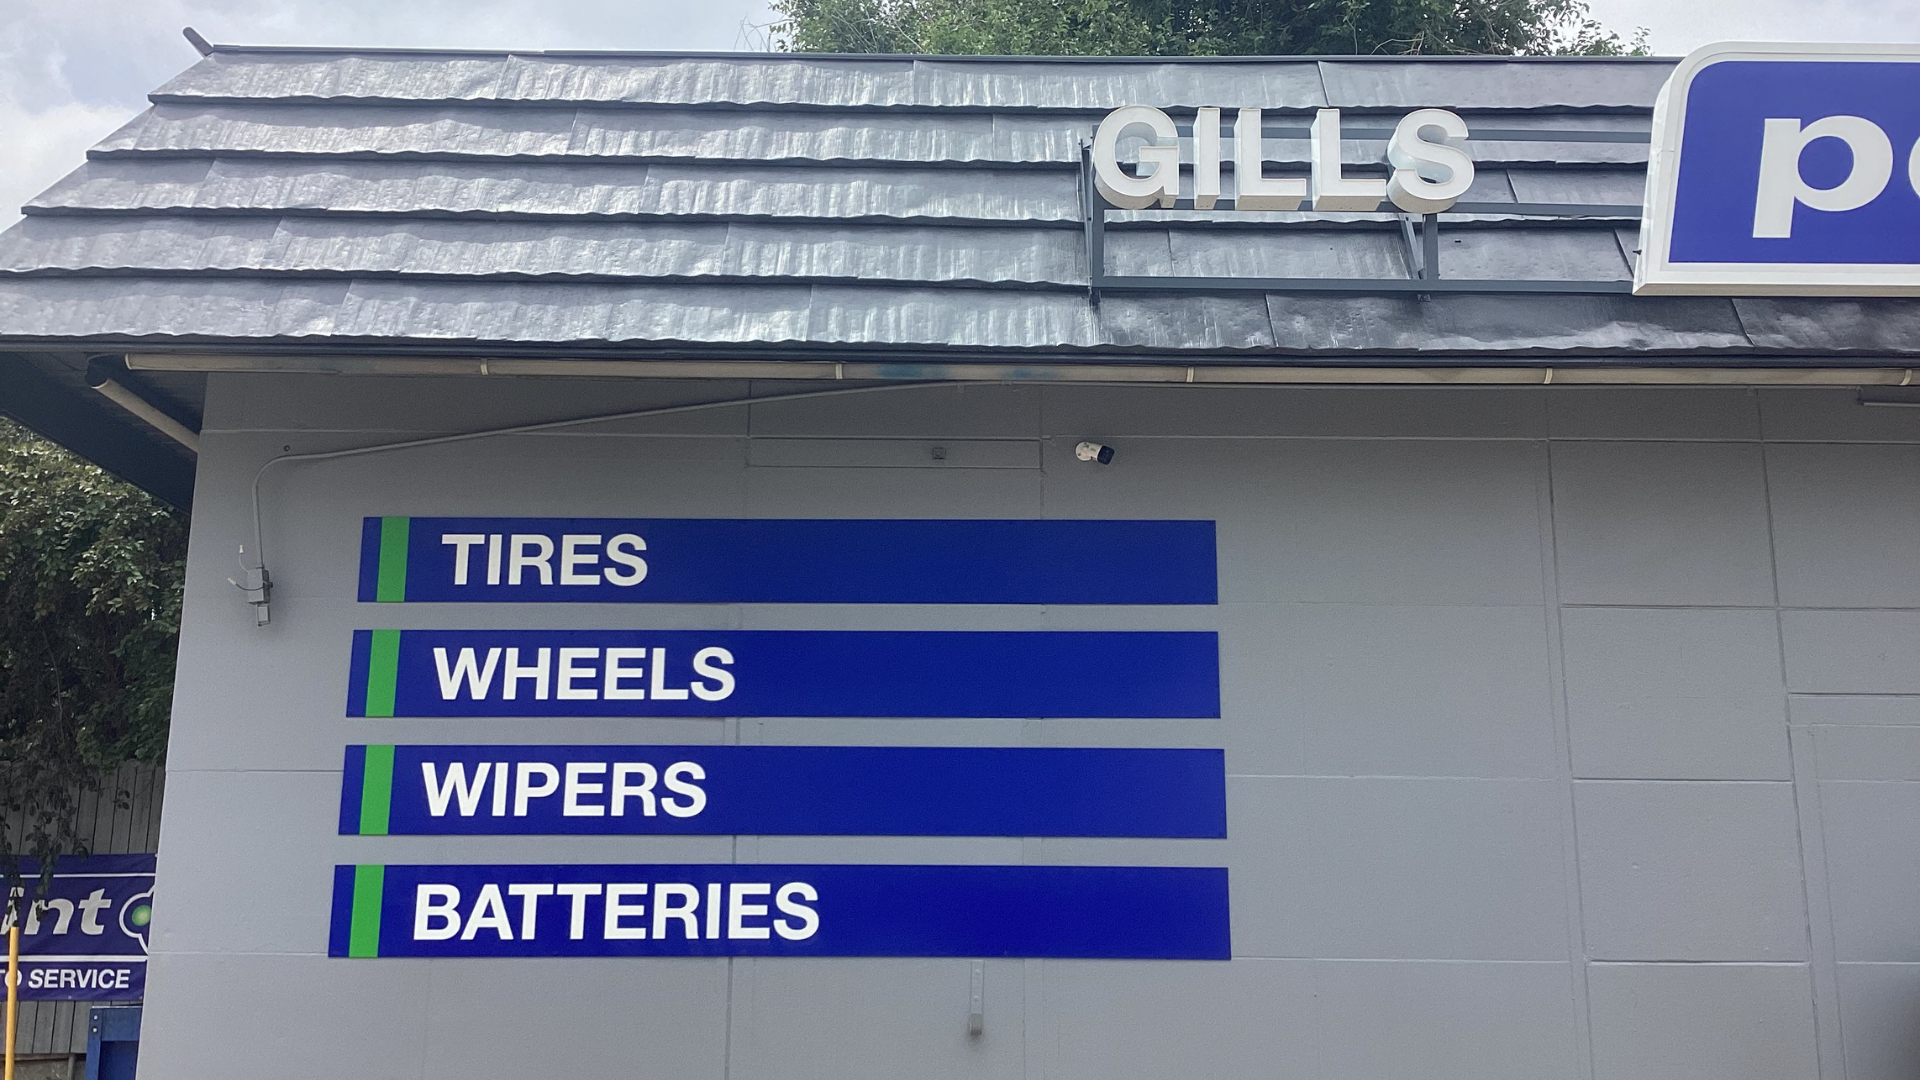 GILLS
TIRES
WHEELS
WIPERS
BATTERIES
SERVICE